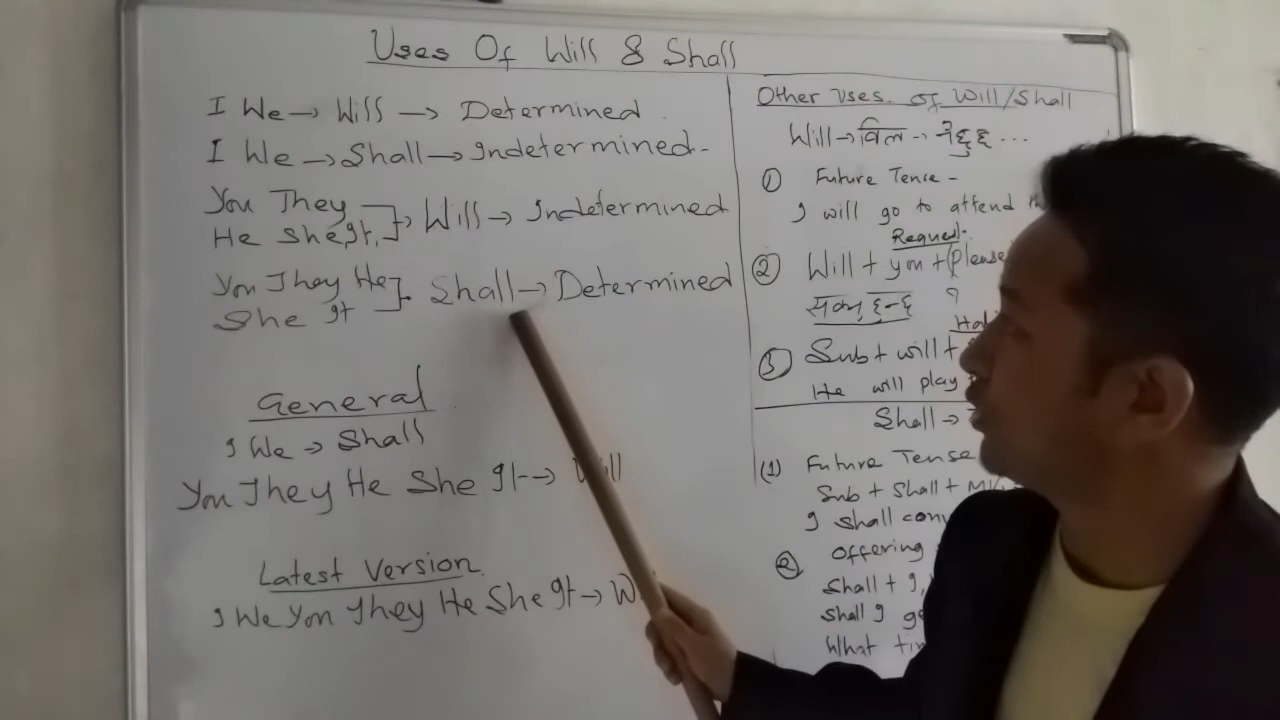 Uses Of Will & Shall
I We → Will → Determined.
I We → Shall → Indetermined.
You They
He She It. → Will → Indetermined
You They He
She It Shall → Determined
General
I We → Shall
You They He She It → Will
Latest Version
I We You They He She It → W
Other Uses of Will/Shall
Will → विल
① Future Tense -
I will go to attend
Request.
② Will + you + (Please
?
③ Sub + will +
He will play
Shall →
(1) Future Tense
Sub + Shall +
I shall
② Offering
Shall + I,
Shall I
What